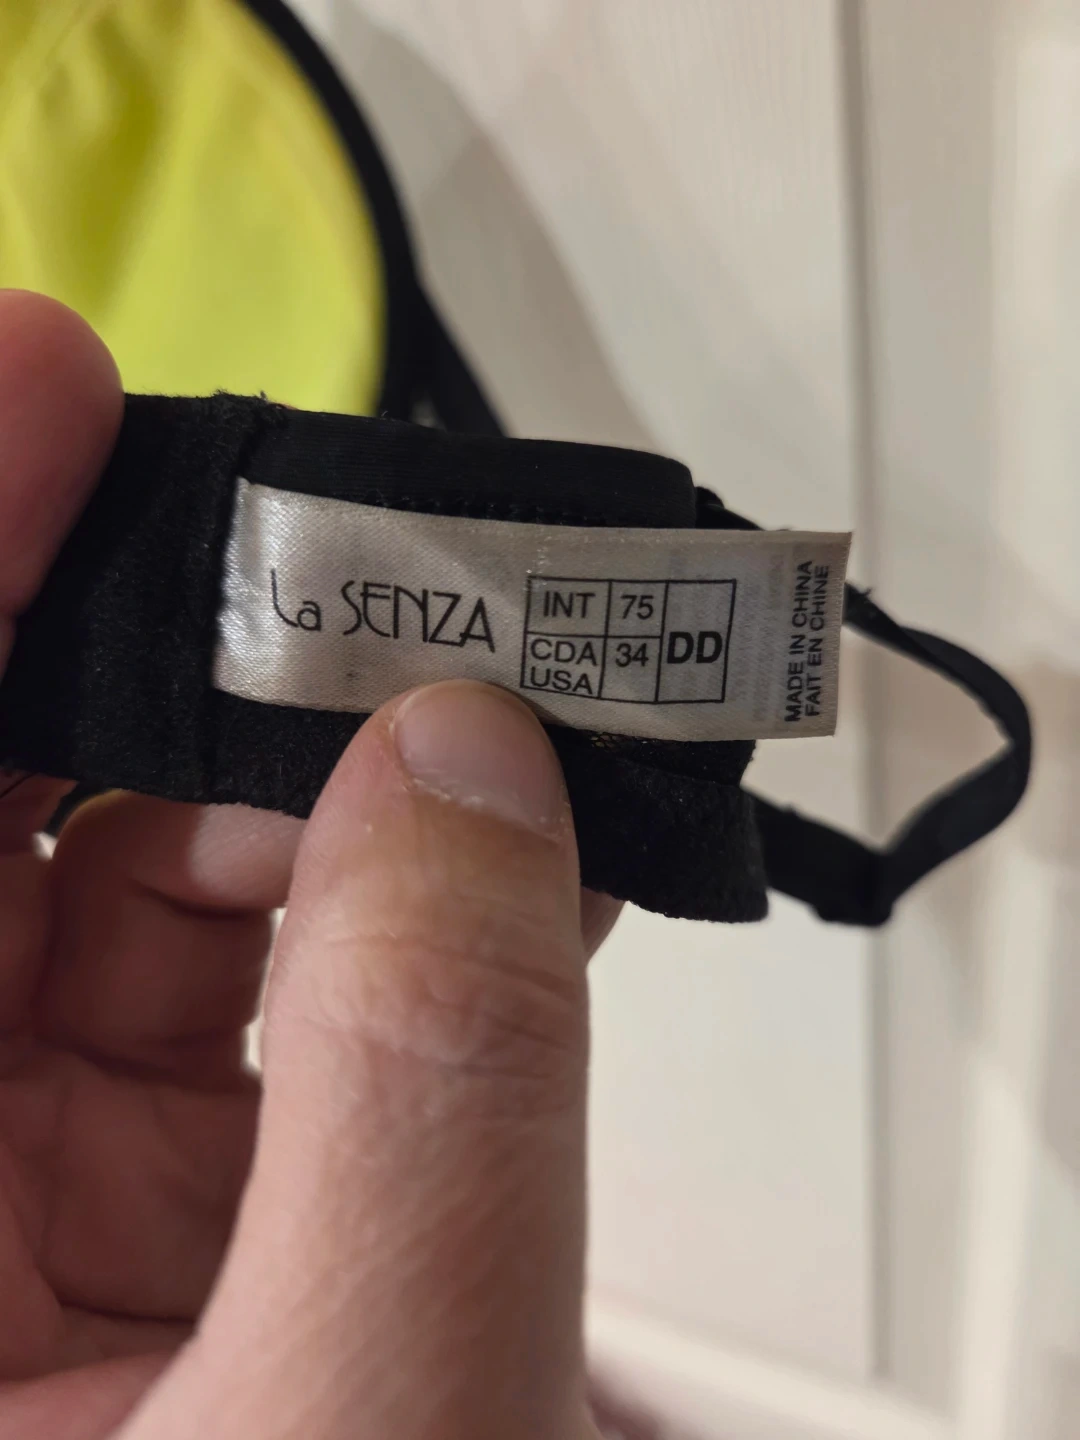 La SENZA
INT 75
CDA USA 34 DD
MADE IN CHINA
FAIT EN CHINE